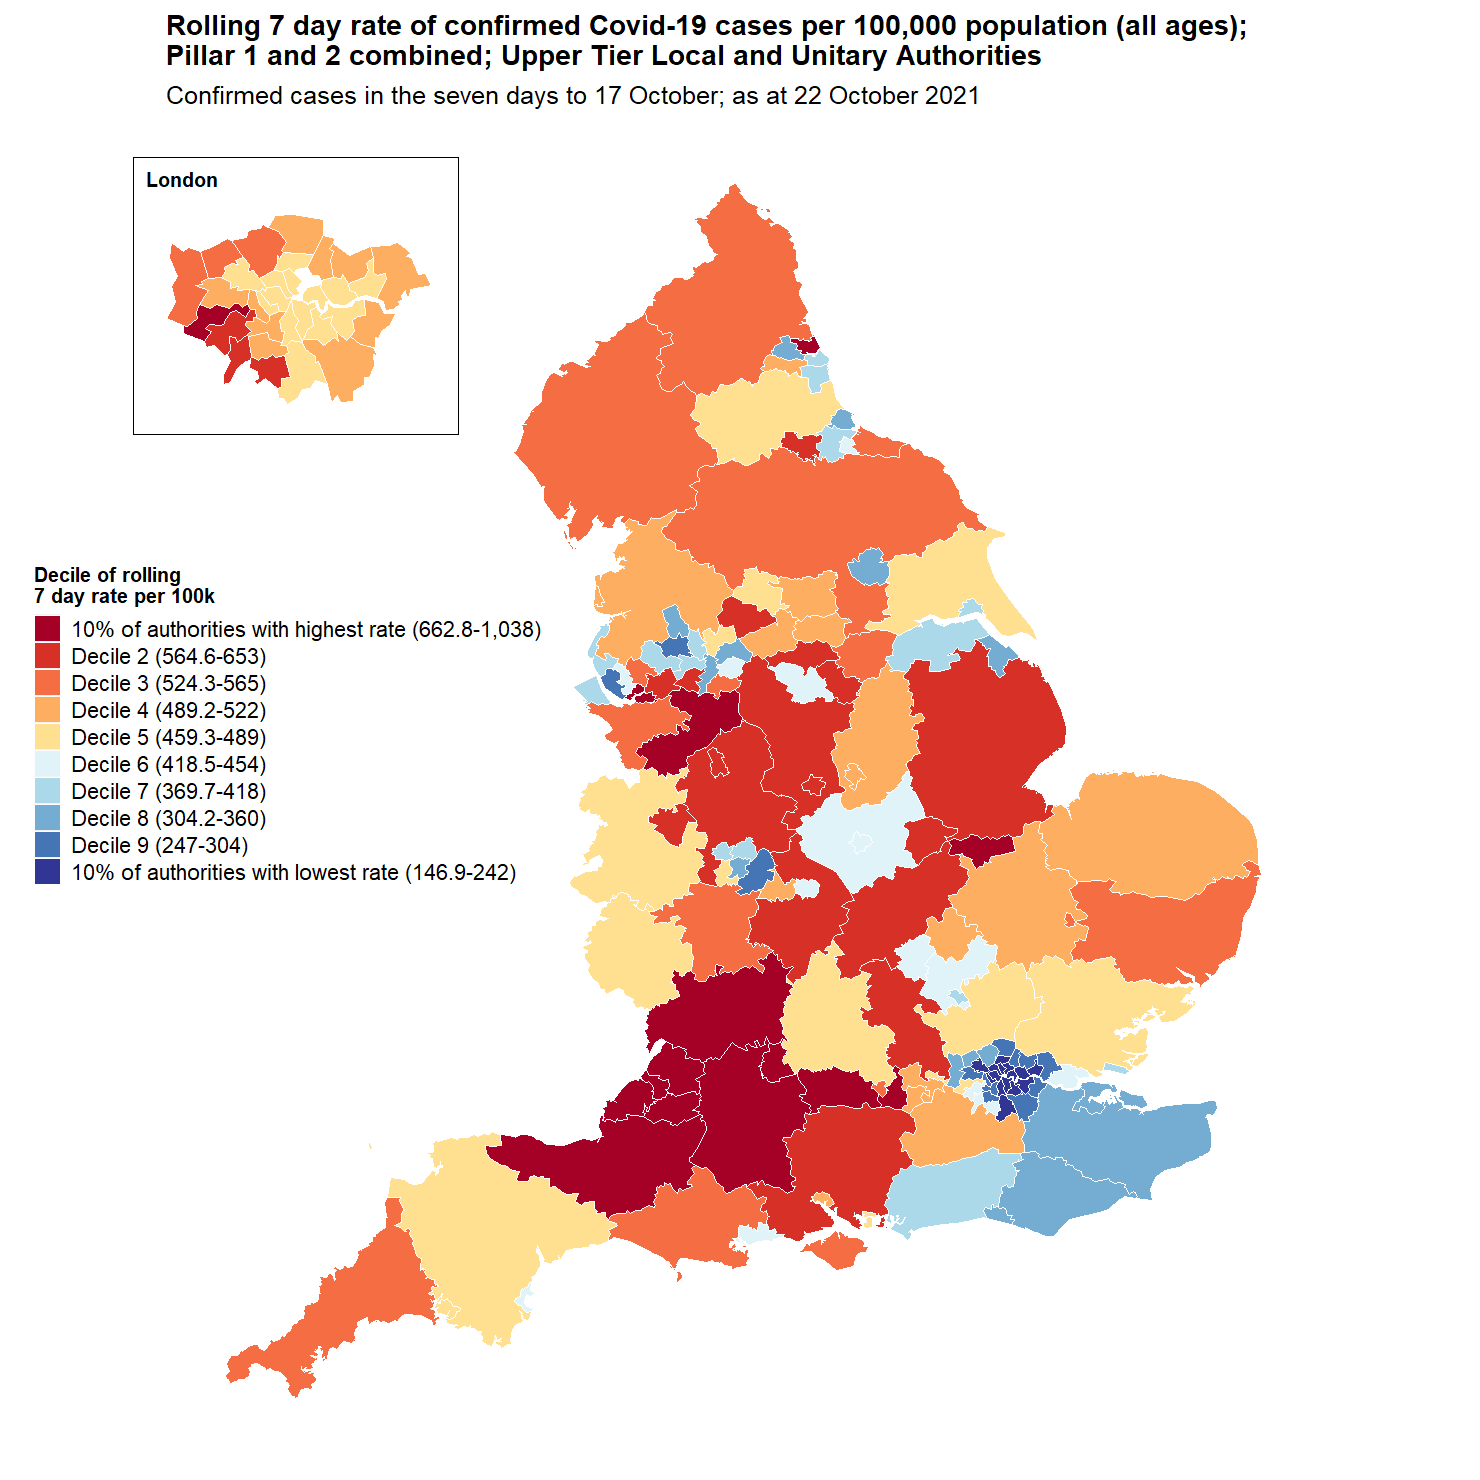 Rolling 7 day rate of confirmed Covid-19 cases per 100,000 population (all ages);
Pillar 1 and 2 combined; Upper Tier Local and Unitary Authorities
Confirmed cases in the seven days to 17 October; as at 22 October 2021
London
Decile of rolling
7 day rate per 100k
10% of authorities with highest rate (662.8-1,038)
Decile 2 (564.6-653)
Decile 3 (524.3-565)
Decile 4 (489.2-522)
Decile 5 (459.3-489)
Decile 6 (418.5-454)
Decile 7 (369.7-418)
Decile 8 (304.2-360)
Decile 9 (247-304)
10% of authorities with lowest rate (146.9-242)